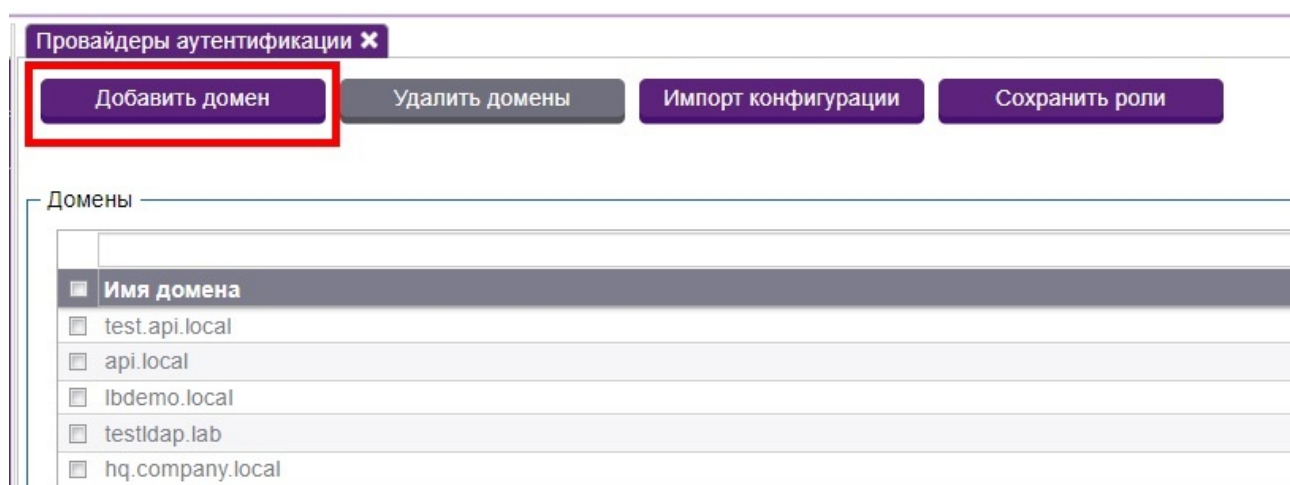 Провайдеры аутентификации
Добавить домен Удалить домены Импорт конфигурации Сохранить роли
Домены
Имя домена
test.api.local
api.local
lbdemo.local
testldap.lab
hq.company.local